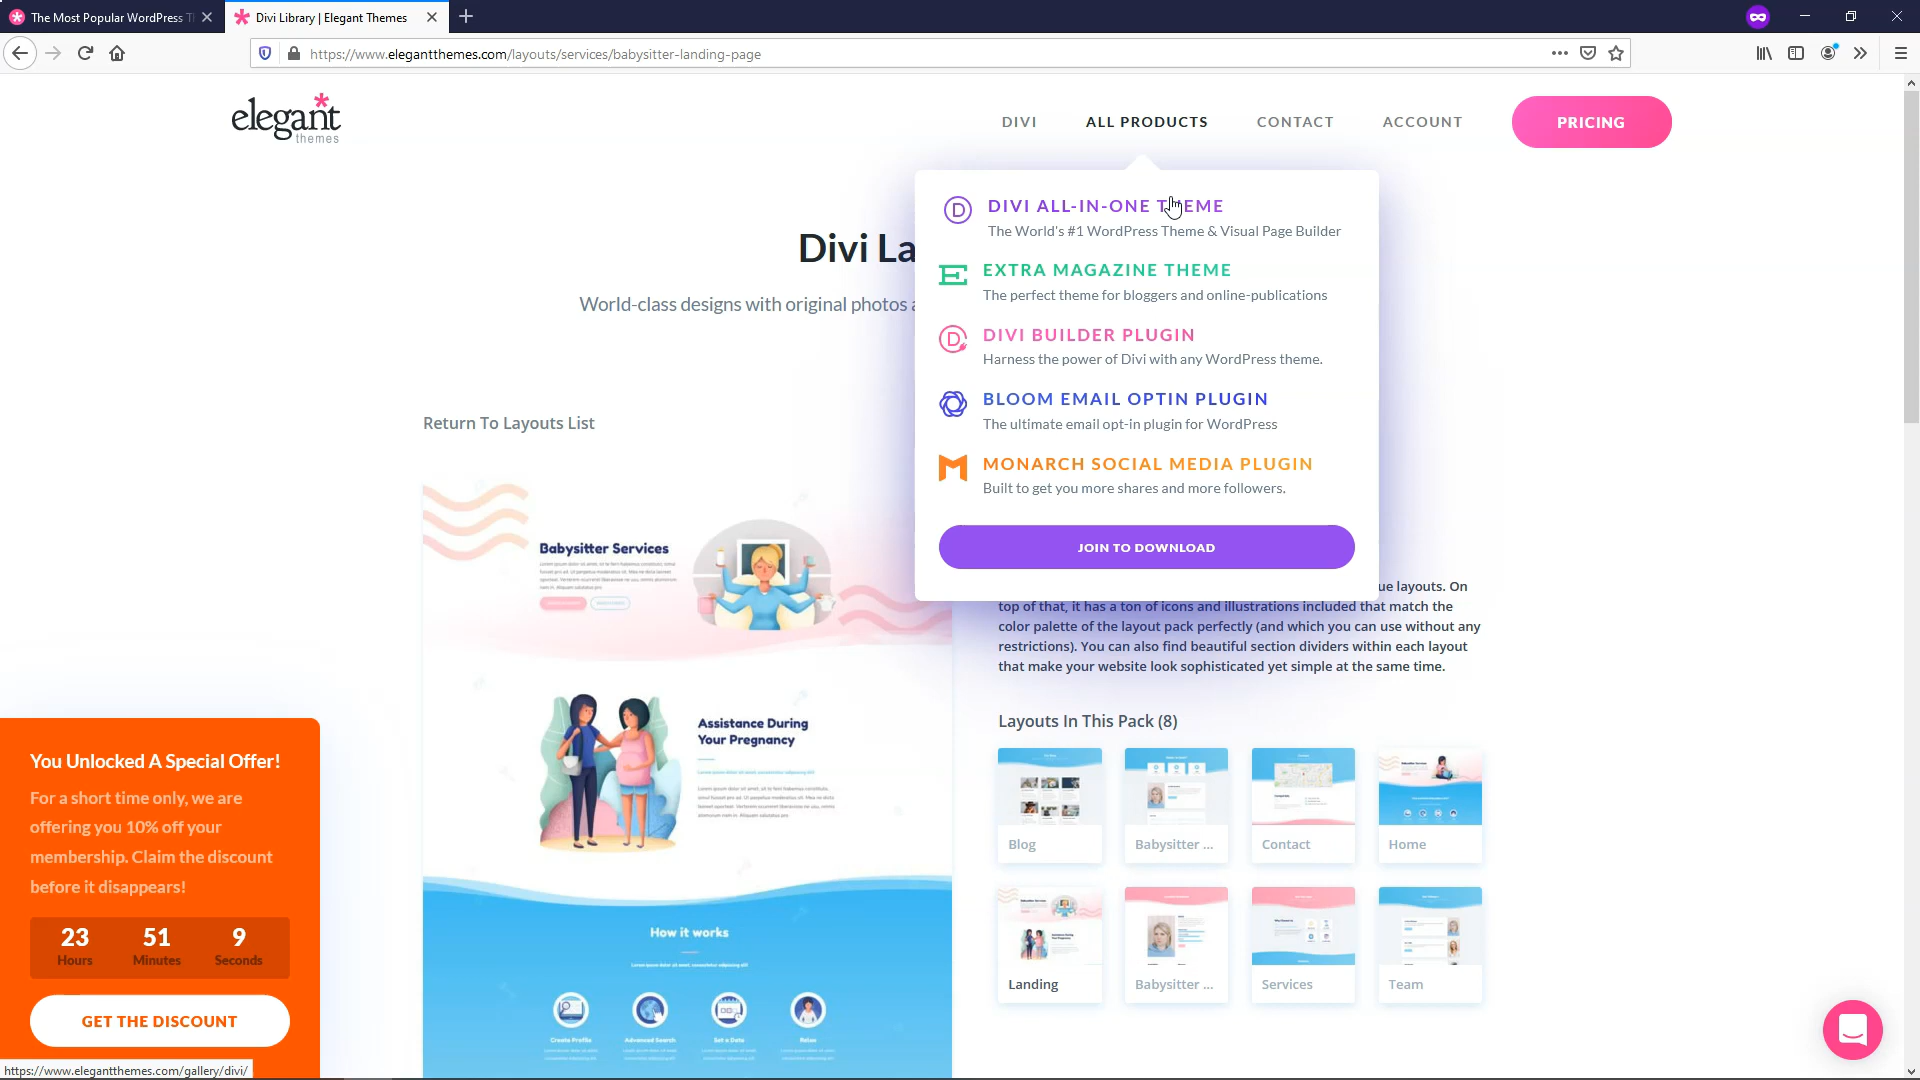 The Most Popular WordPress Th
Divi Library | Elegant Themes
https://www.elegantthemes.com/layouts/services/babysitter-landing-page
elegant
themes
DIVI
ALL PRODUCTS
CONTACT
ACCOUNT
PRICING
DIVI ALL-IN-ONE THEME
The World's #1 WordPress Theme & Visual Page Builder
EXTRA MAGAZINE THEME
The perfect theme for bloggers and online-publications
DIVI BUILDER PLUGIN
Harness the power of Divi with any WordPress theme.
BLOOM EMAIL OPTIN PLUGIN
The ultimate email opt-in plugin for WordPress
MONARCH SOCIAL MEDIA PLUGIN
Built to get you more shares and more followers.
JOIN TO DOWNLOAD
Divi La
World-class designs with original photos a
Return To Layouts List
Babysitter Services
Assistance During
Your Pregnancy
How it works
Create Profile
Advanced Search
Set a Date
Relax
ue layouts. On
top of that, it has a ton of icons and illustrations included that match the
color palette of the layout pack perfectly (and which you can use without any
restrictions). You can also find beautiful section dividers within each layout
that make your website look sophisticated yet simple at the same time.
Layouts In This Pack (8)
Blog
Babysitter ...
Contact
Home
Landing
Babysitter ...
Services
Team
You Unlocked A Special Offer!
For a short time only, we are
offering you 10% off your
membership. Claim the discount
before it disappears!
23
Hours
51
Minutes
9
Seconds
GET THE DISCOUNT
https://www.elegantthemes.com/gallery/divi/